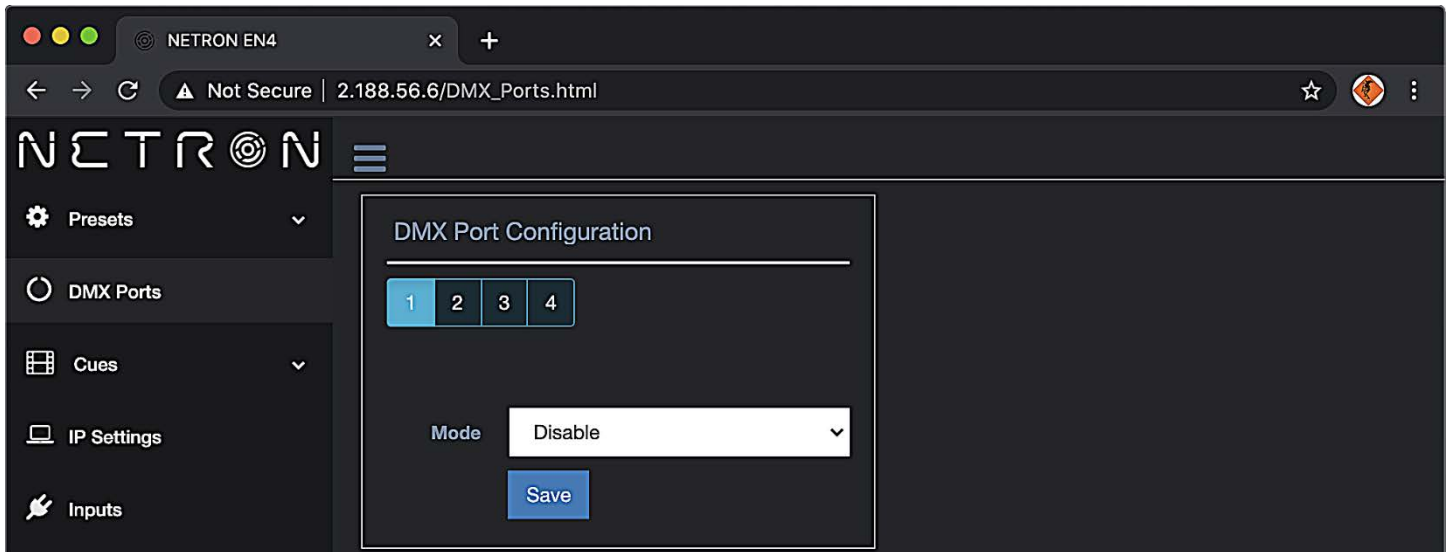 NETRON EN4
Not Secure | 2.188.56.6/DMX_Ports.html
NETRON
Presets
DMX Ports
Cues
IP Settings
Inputs
DMX Port Configuration
1 2 3 4
Mode Disable
Save